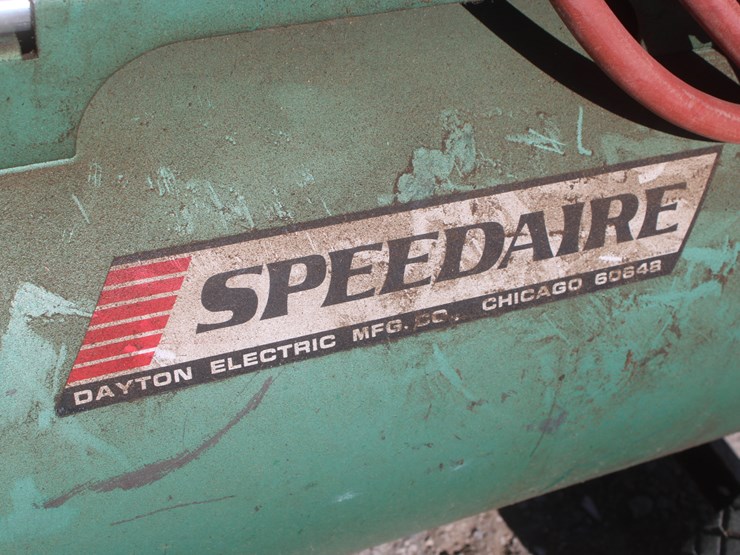 SPEEDAIRE
DAYTON ELECTRIC MFG. CO., CHICAGO 60648